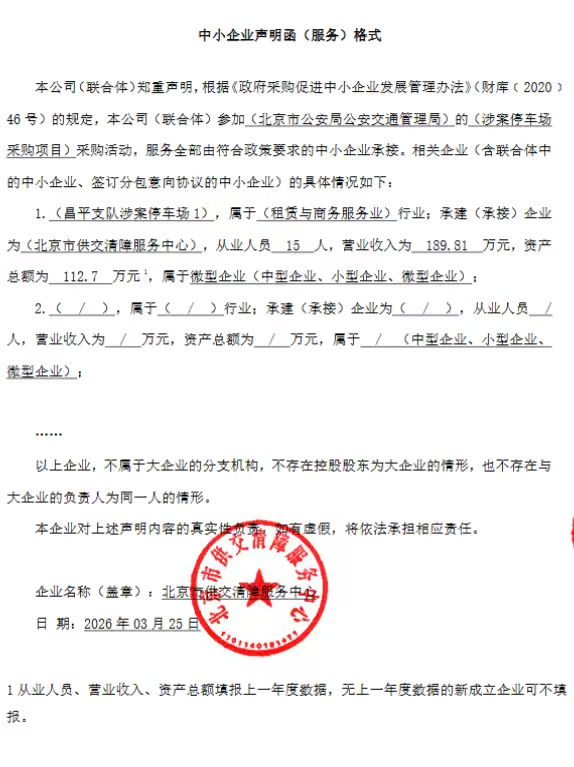 中小企业声明函（服务）格式
本公司（联合体）郑重声明，根据《政府采购促进中小企业发展管理办法》（财库﹝2020﹞
46 号）的规定，本公司（联合体）参加（北京市公安局公安交通管理局）的（涉案停车场
采购项目）采购活动，服务全部由符合政策要求的中小企业承接。相关企业（含联合体中
的中小企业、签订分包意向协议的中小企业）的具体情况如下：
1.（昌平支队涉案停车场 1），属于（租赁与商务服务业）行业；承建（承接）企业
为（北京市供交清障服务中心），从业人员 15 人，营业收入为 189.81 万元，资产
总额为 112.7 万元¹，属于微型企业（中型企业、小型企业、微型企业）；
2.（ / ），属于（ / ）行业；承建（承接）企业为（ / ），从业人员 /
人，营业收入为 / 万元，资产总额为 / 万元，属于 / （中型企业、小型企业、
微型企业）；
……
以上企业，不属于大企业的分支机构，不存在控股股东为大企业的情形，也不存在与
大企业的负责人为同一人的情形。
本企业对上述声明内容的真实性负责。如有虚假，将依法承担相应责任。
企业名称（盖章）：北京市供交清障服务中心
日 期：2026 年 03 月 25 日
北京市供交清障服务中心
1 从业人员、营业收入、资产总额填报上一年度数据，无上一年度数据的新成立企业可不填
报。